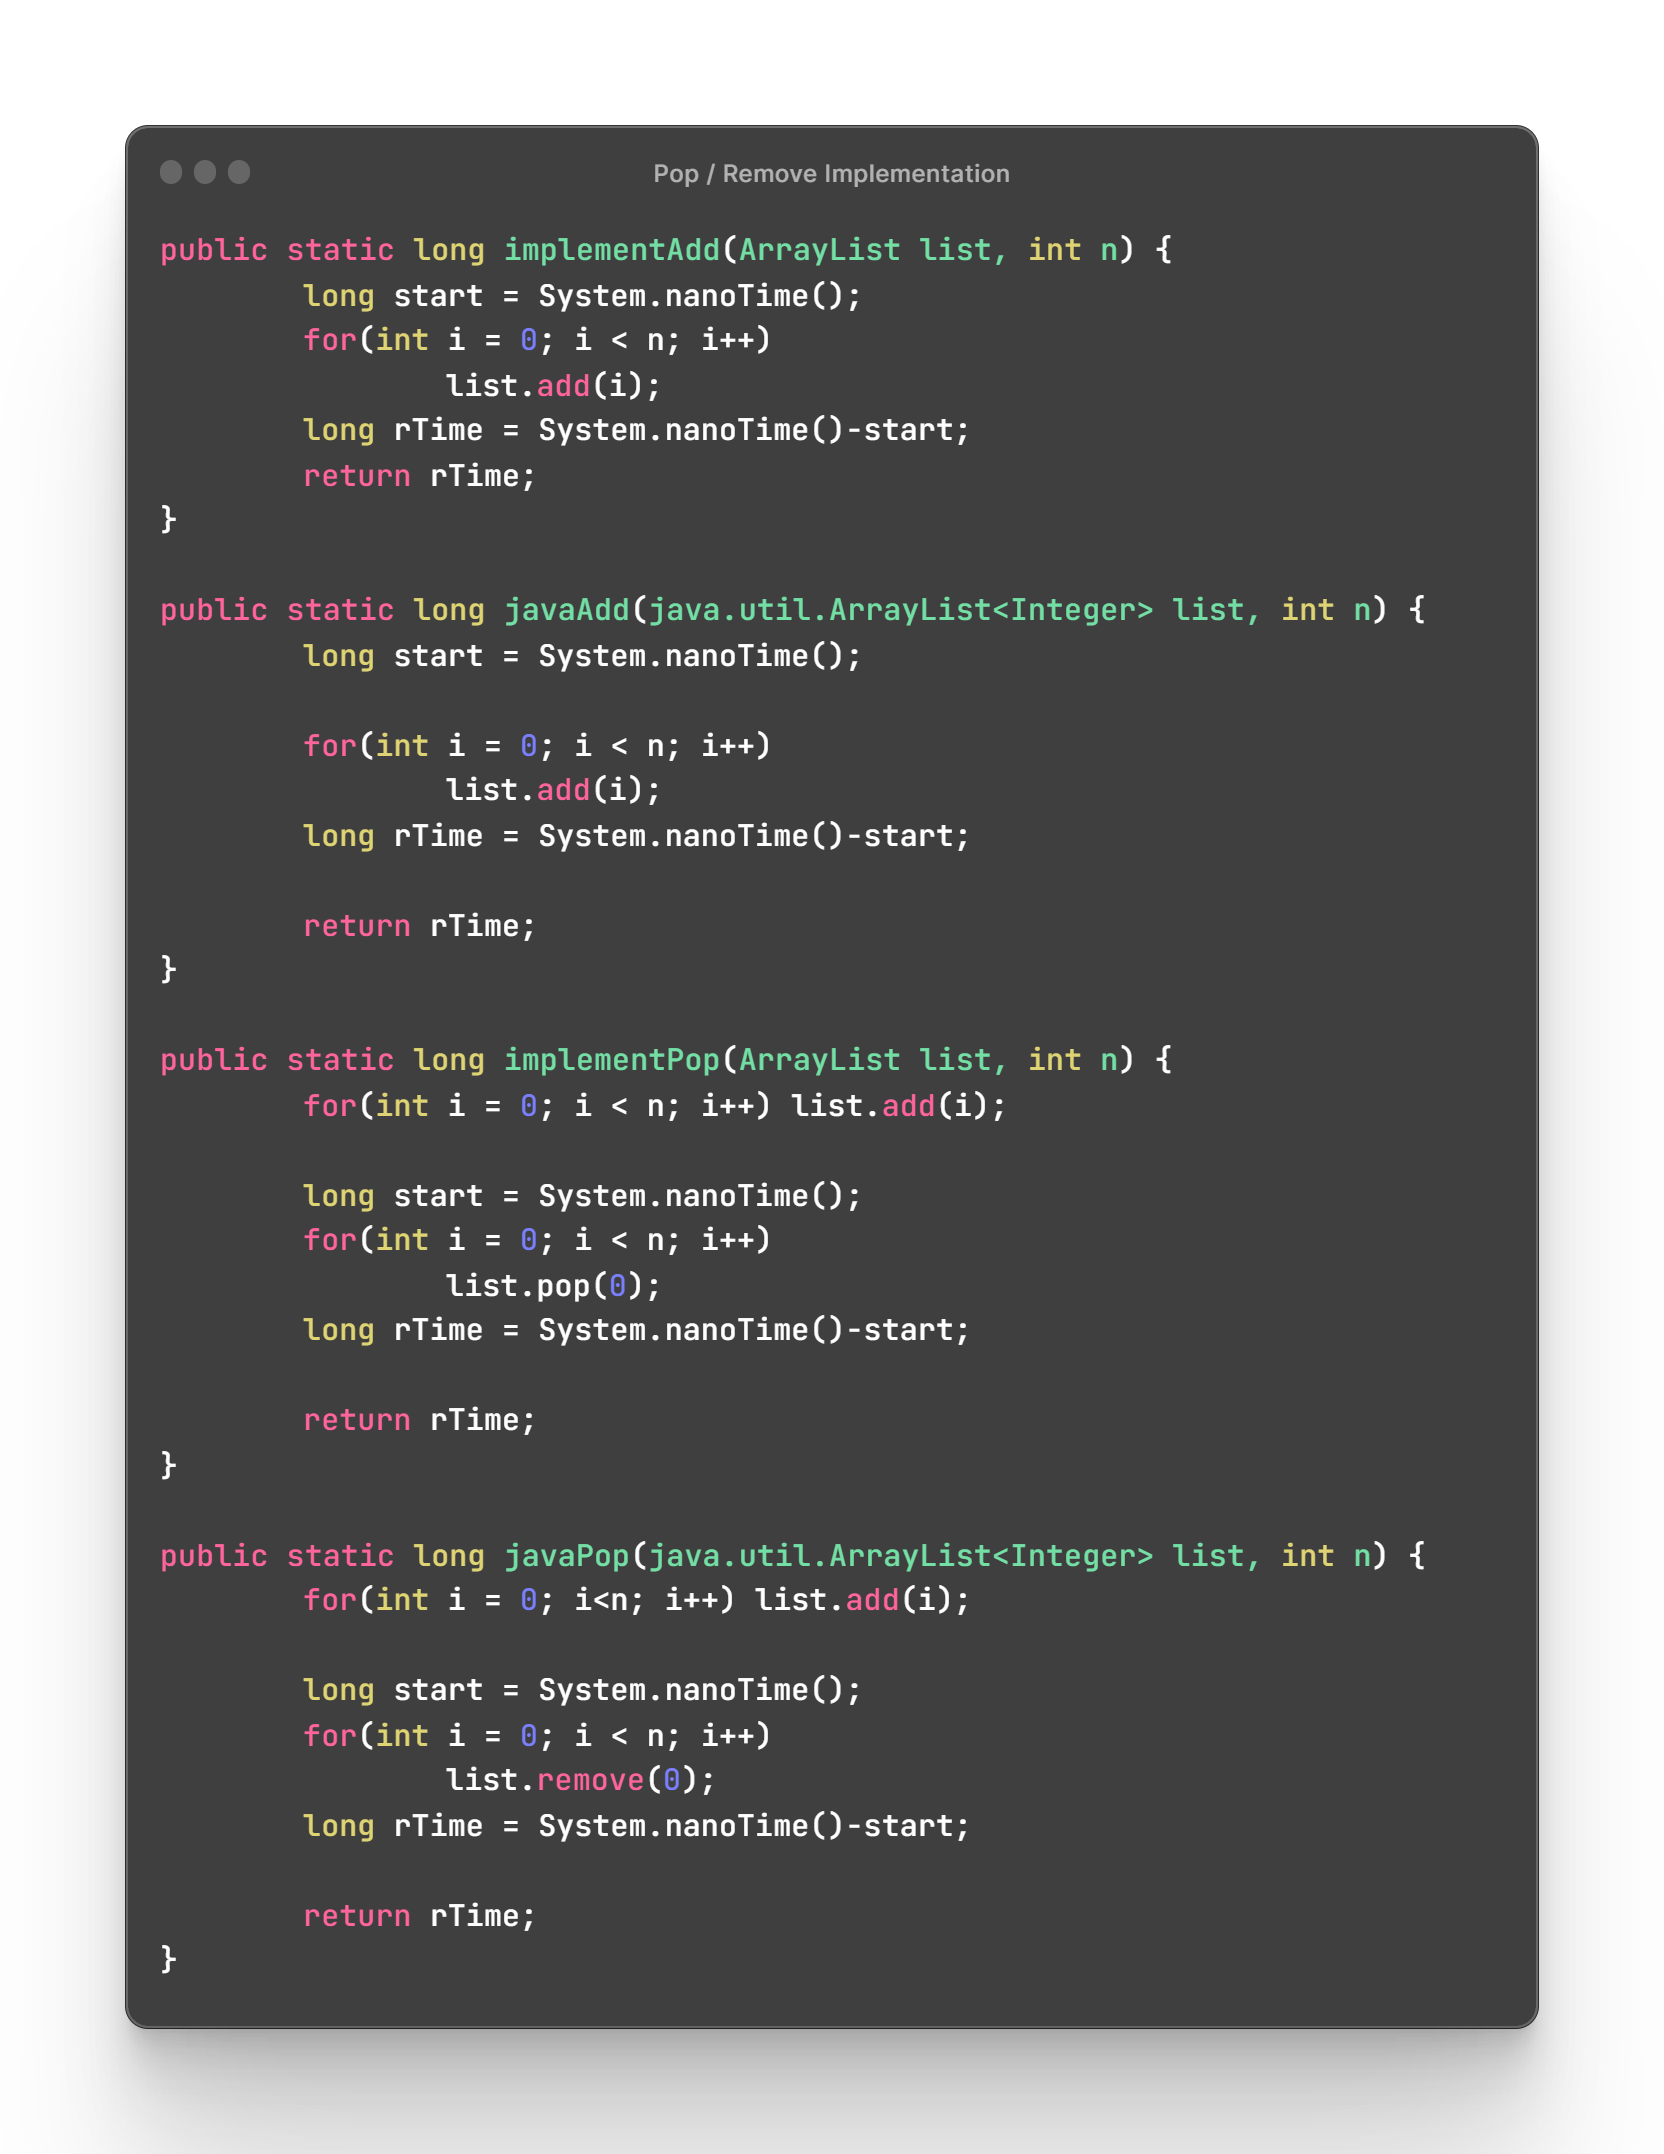 Pop / Remove Implementation
public static long implementAdd(ArrayList list, int n) {
long start = System.nanoTime();
for(int i = 0; i < n; i++)
list.add(i);
long rTime = System.nanoTime()-start;
return rTime;
}
public static long javaAdd(java.util.ArrayList<Integer> list, int n) {
long start = System.nanoTime();
for(int i = 0; i < n; i++)
list.add(i);
long rTime = System.nanoTime()-start;
return rTime;
}
public static long implementPop(ArrayList list, int n) {
for(int i = 0; i < n; i++) list.add(i);
long start = System.nanoTime();
for(int i = 0; i < n; i++)
list.pop(0);
long rTime = System.nanoTime()-start;
return rTime;
}
public static long javaPop(java.util.ArrayList<Integer> list, int n) {
for(int i = 0; i<n; i++) list.add(i);
long start = System.nanoTime();
for(int i = 0; i < n; i++)
list.remove(0);
long rTime = System.nanoTime()-start;
return rTime;
}